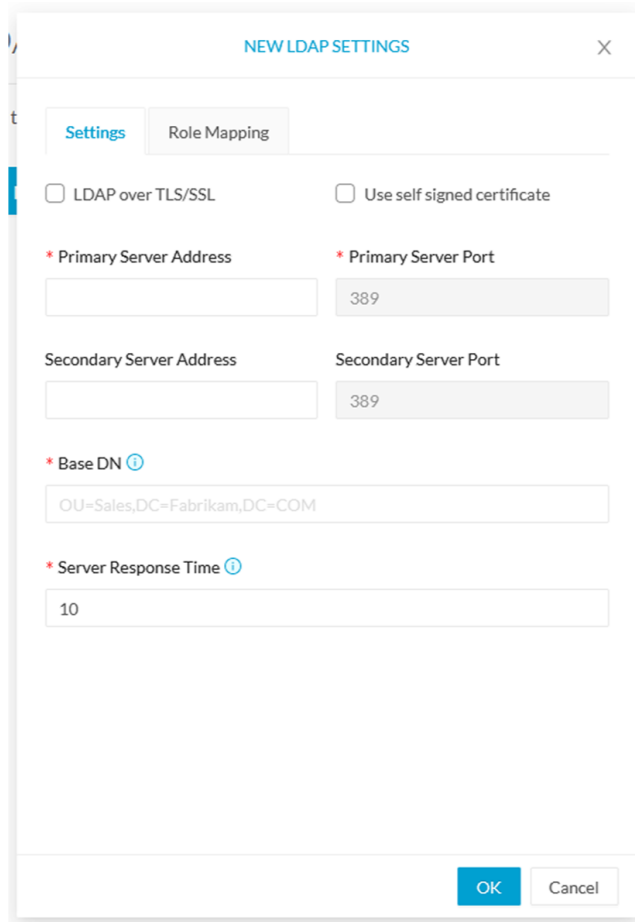 NEW LDAP SETTINGS
Settings
Role Mapping
LDAP over TLS/SSL
Use self signed certificate
* Primary Server Address
* Primary Server Port
389
Secondary Server Address
Secondary Server Port
389
* Base DN
OU=Sales,DC=Fabrikam,DC=COM
* Server Response Time
10
OK
Cancel